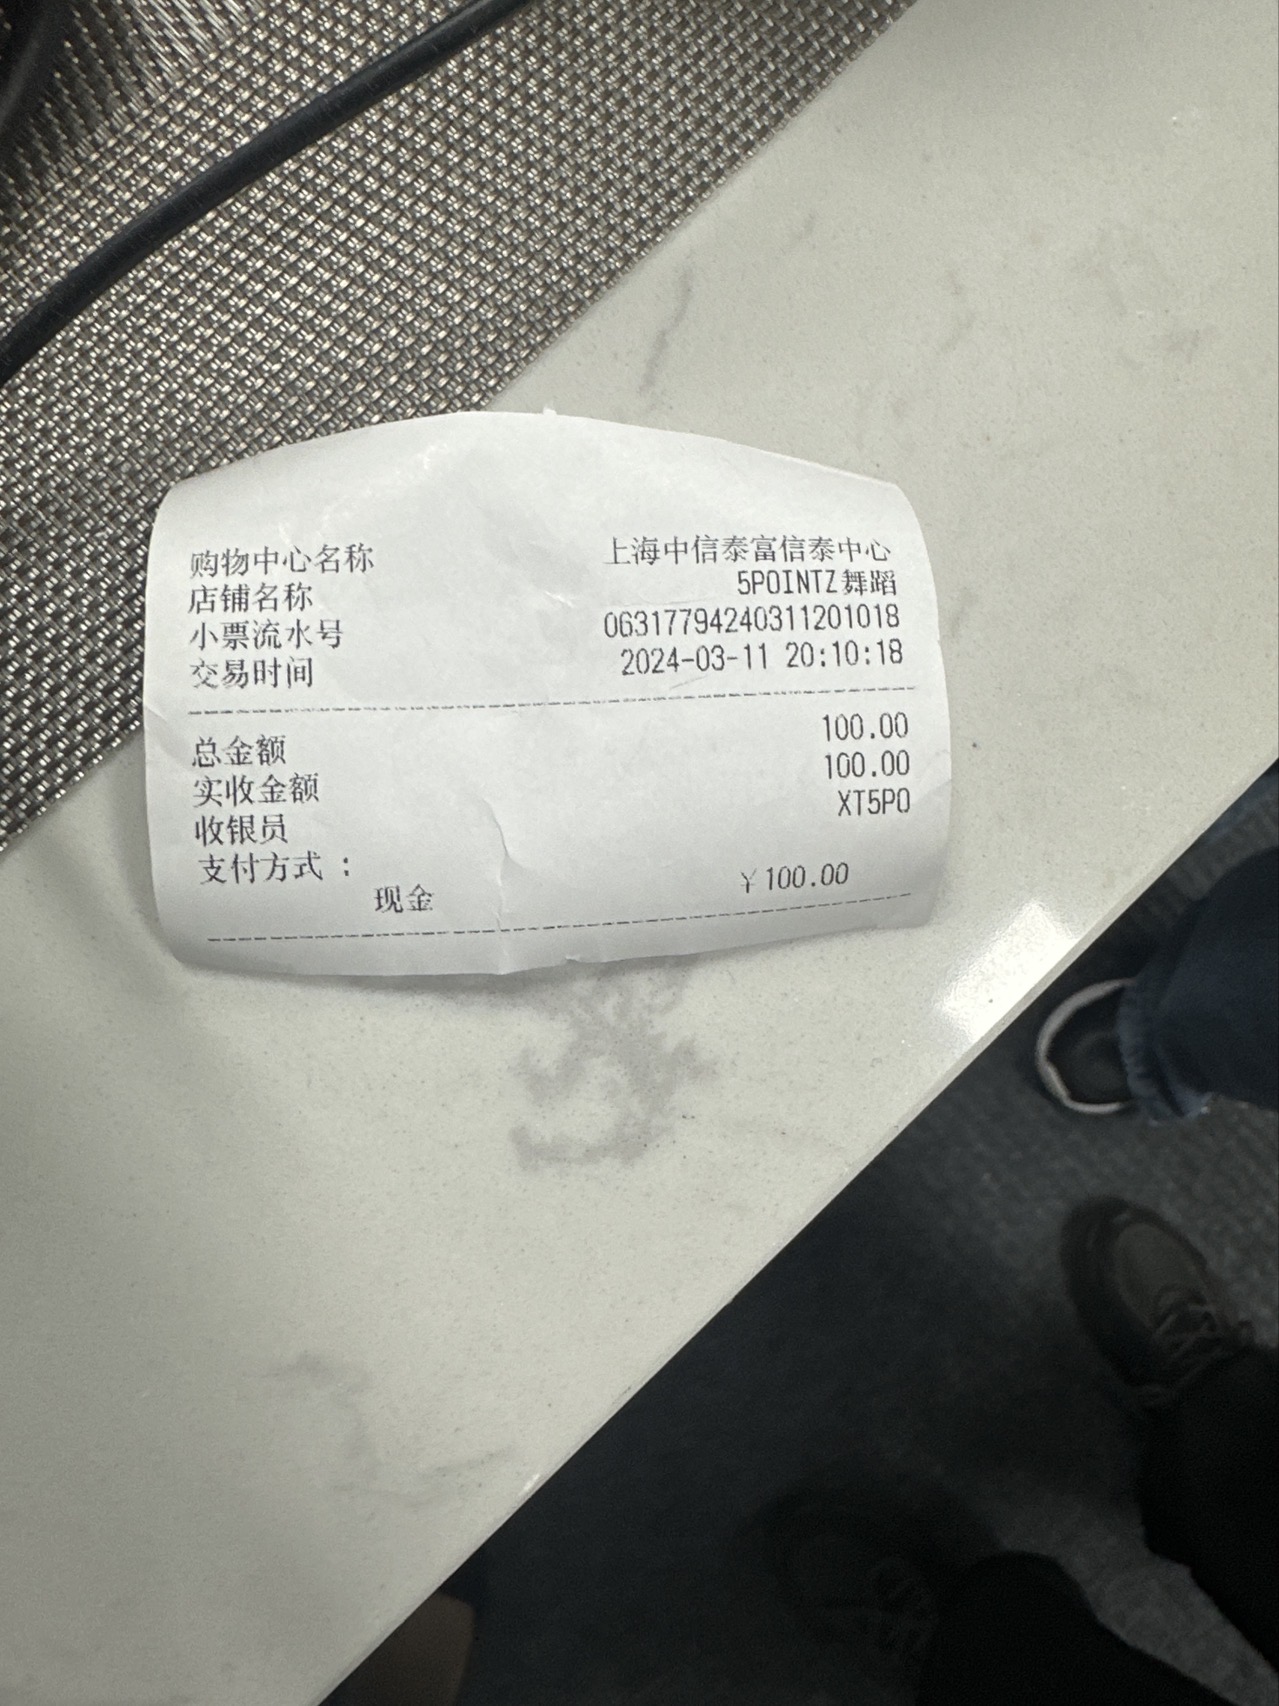 购物中心名称 上海中信泰富信泰中心
店铺名称 5POINTZ舞蹈
小票流水号 06317794240311201018
交易时间 2024-03-11 20:10:18
总金额 100.00
实收金额 100.00
收银员 XT5PO
支付方式 :
现金 ￥100.00